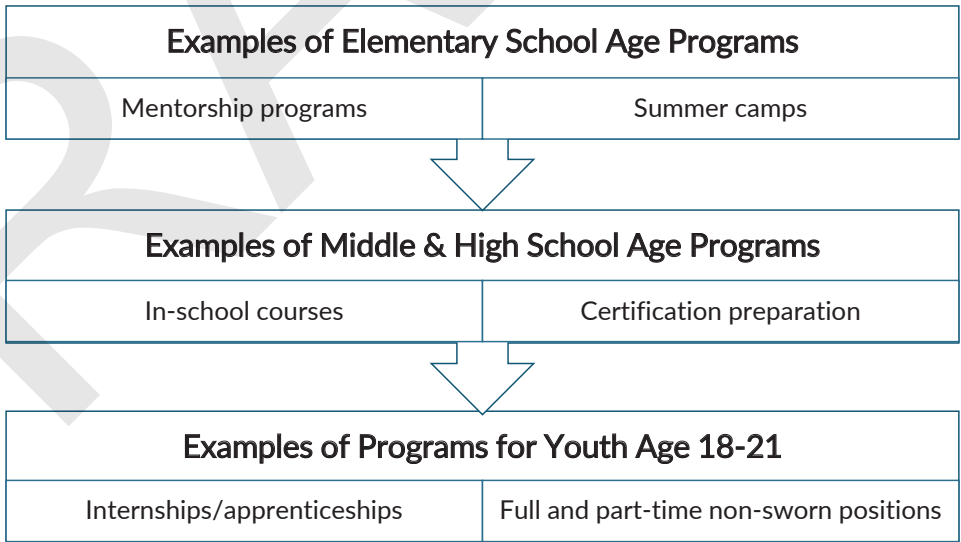 Examples of Elementary School Age Programs
Mentorship programs
Summer camps
Examples of Middle & High School Age Programs
In-school courses
Certification preparation
Examples of Programs for Youth Age 18-21
Internships/apprenticeships
Full and part-time non-sworn positions